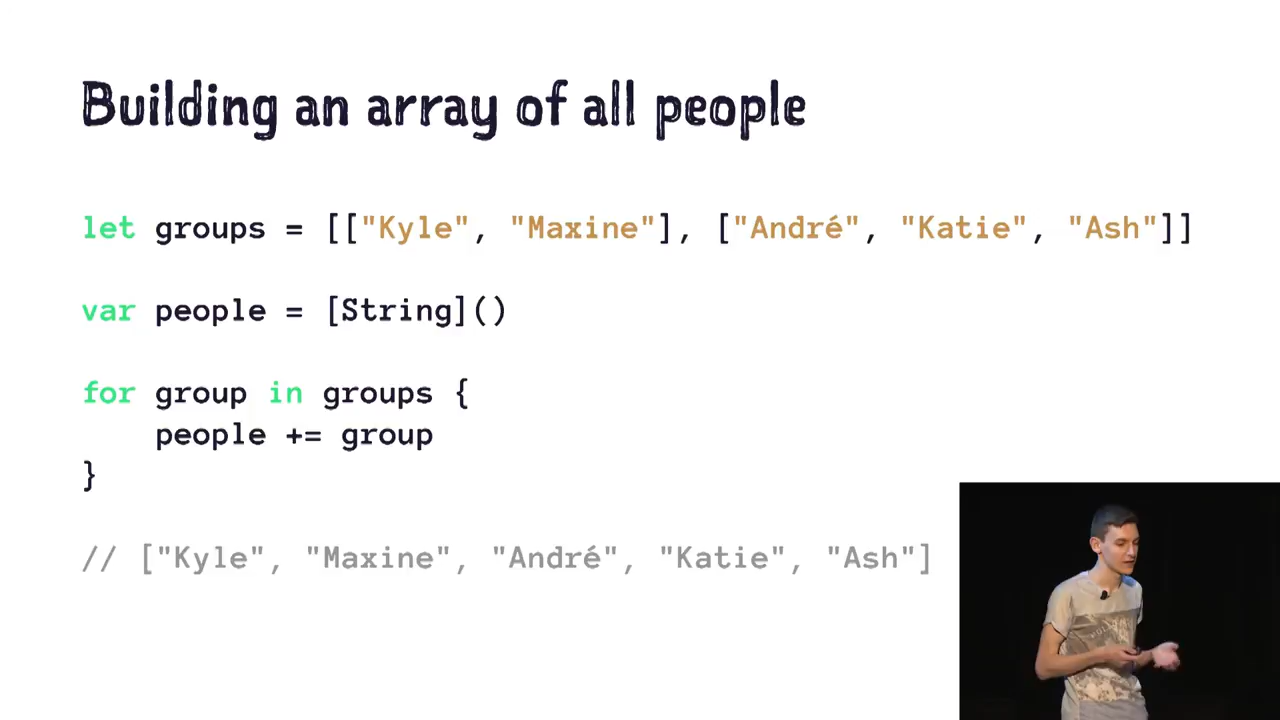 Building an array of all people
let groups = [["Kyle", "Maxine"], ["André", "Katie", "Ash"]]
var people = [String]()
for group in groups {
    people += group
}
// ["Kyle", "Maxine", "André", "Katie", "Ash"]